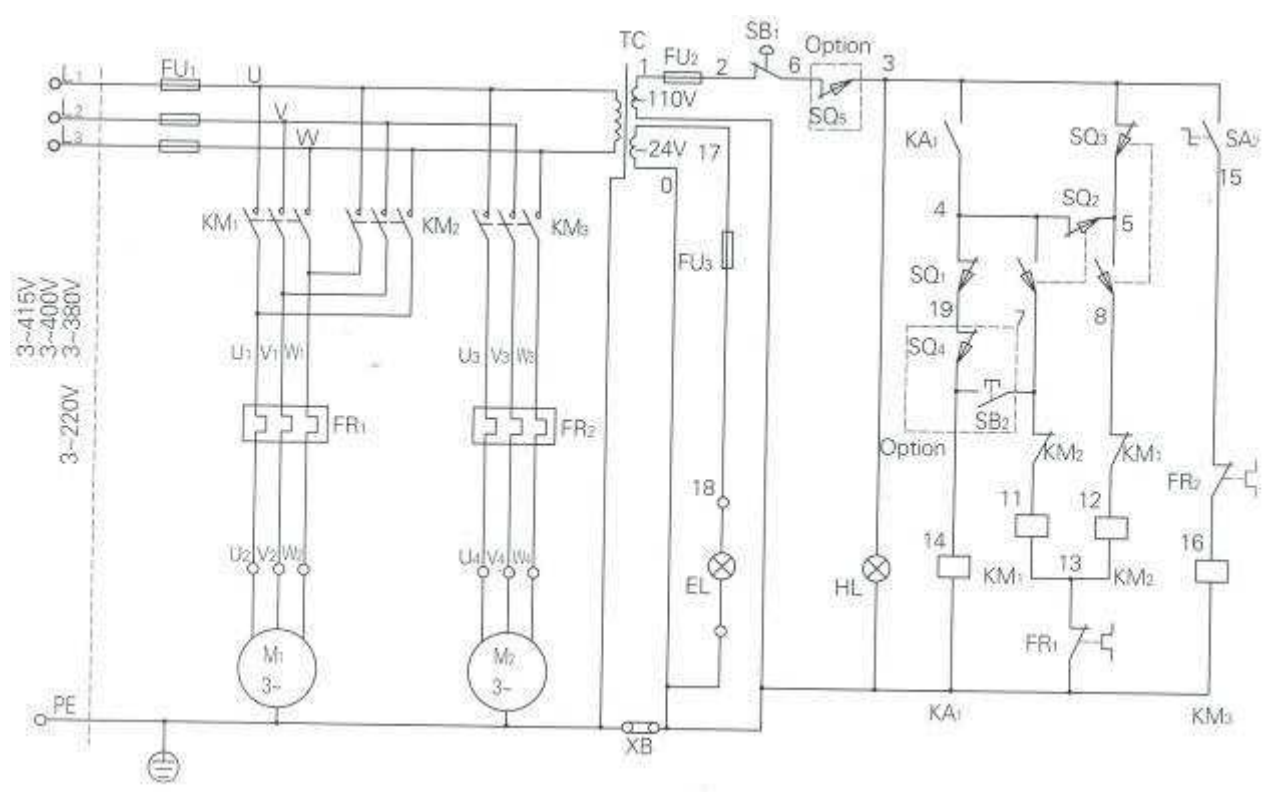 L1
L2
L3
FU1
U
V
W
TC
1
FU2
2
SB1
6
Option
SQ5
3
~110V
~24V
17
0
FU3
KA1
SQ3
SA2
15
4
SQ2
5
KM1
KM2
KM3
SQ1
19
7
8
SQ4
SB2
Option
KM2
KM1
FR2
3~415V
3~400V
3~380V
3~220V
U1
V1
W1
U3
V3
W3
FR1
FR2
18
11
12
14
13
16
U2
V2
W2
U4
V4
W4
EL
HL
KM1
KM2
FR1
M1
3~
M2
3~
PE
XB
KA1
KM3